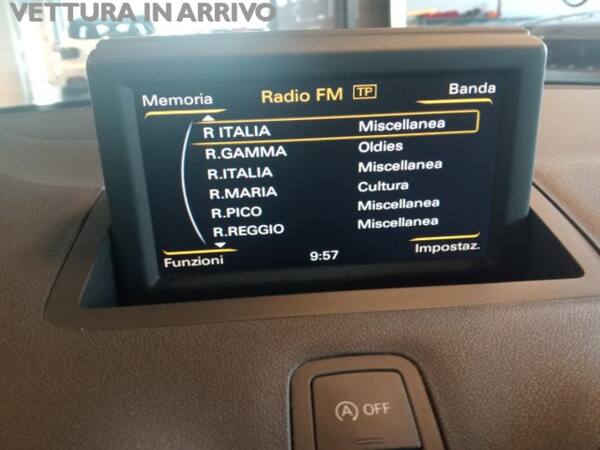 VETTURA IN ARRIVO
Memoria Radio FM TP Banda
R ITALIA Miscellanea
R.GAMMA Oldies
R.ITALIA Miscellanea
R.MARIA Cultura
R.PICO Miscellanea
R.REGGIO Miscellanea
Funzioni 9:57 Impostaz.
A OFF